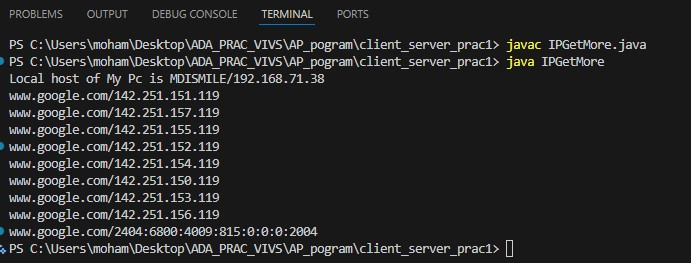 PROBLEMS OUTPUT DEBUG CONSOLE TERMINAL PORTS
PS C:\Users\moham\Desktop\ADA_PRAC_VIVS\AP_pogram\client_server_prac1> javac IPGetMore.java
PS C:\Users\moham\Desktop\ADA_PRAC_VIVS\AP_pogram\client_server_prac1> java IPGetMore
Local host of My Pc is MDISMILE/192.168.71.38
www.google.com/142.251.151.119
www.google.com/142.251.157.119
www.google.com/142.251.155.119
www.google.com/142.251.152.119
www.google.com/142.251.154.119
www.google.com/142.251.150.119
www.google.com/142.251.153.119
www.google.com/142.251.156.119
www.google.com/2404:6800:4009:815:0:0:0:2004
PS C:\Users\moham\Desktop\ADA_PRAC_VIVS\AP_pogram\client_server_prac1>